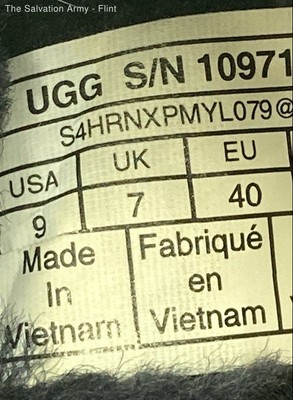 The Salvation Army - Flint
UGG S/N 10971
S4HRNXPMYL079@
USA UK EU
9 7 40
Made In Vietnam
Fabriqué en Vietnam